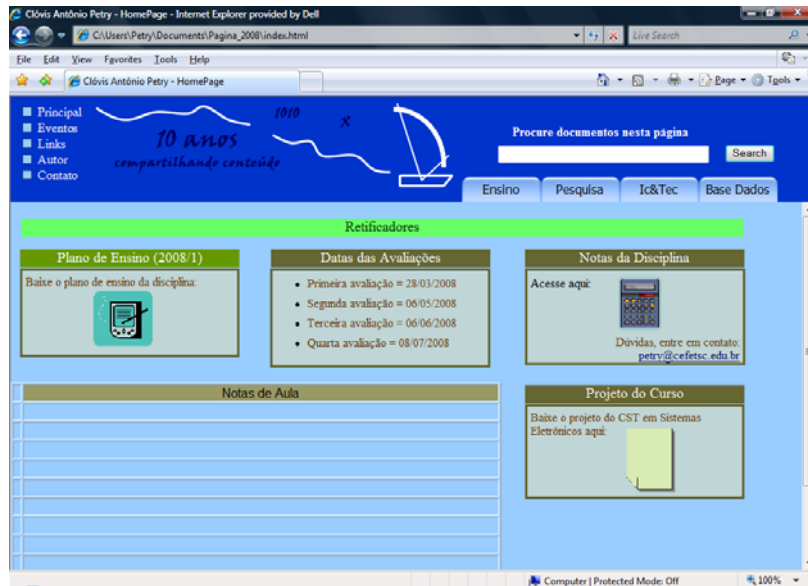 Clóvis Antônio Petry - HomePage - Internet Explorer provided by Dell
C:\Users\Petry\Documents\Pagina_2008\index.html
Live Search
File Edit View Favorites Tools Help
Clóvis Antônio Petry - HomePage
Page Tools
Principal
Eventos
Links
Autor
Contato
10 anos
compartilhando conteúdo
1010
x
Procure documentos nesta página
Search
Ensino Pesquisa Ic&Tec Base Dados
Retificadores
Plano de Ensino (2008/1)
Baixe o plano de ensino da disciplina:
Datas das Avaliações
Primeira avaliação = 28/03/2008
Segunda avaliação = 06/05/2008
Terceira avaliação = 06/06/2008
Quarta avaliação = 08/07/2008
Notas da Disciplina
Acesse aqui:
Dúvidas, entre em contato:
petry@cefetsc.edu.br
Notas de Aula
Projeto do Curso
Baixe o projeto do CST em Sistemas
Eletrônicos aqui:
Computer | Protected Mode: Off
100%